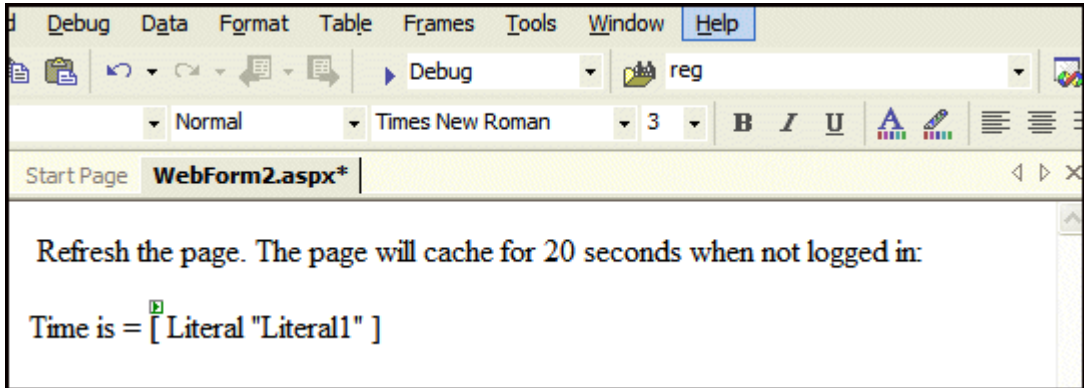 Debug Data Format Table Frames Tools Window Help
Debug reg
Normal Times New Roman 3 B I U A
Start Page WebForm2.aspx*
Refresh the page. The page will cache for 20 seconds when not logged in:
Time is = [ Literal "Literal1" ]